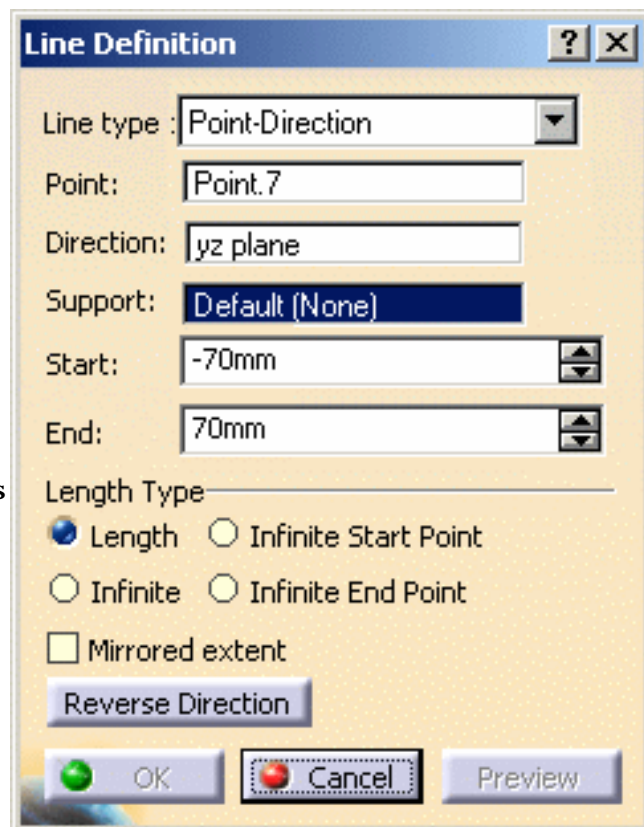 Line Definition
Line type : Point-Direction
Point: Point.7
Direction: yz plane
Support: Default (None)
Start: -70mm
End: 70mm
s
Length Type
Length Infinite Start Point
Infinite Infinite End Point
Mirrored extent
Reverse Direction
OK Cancel Preview